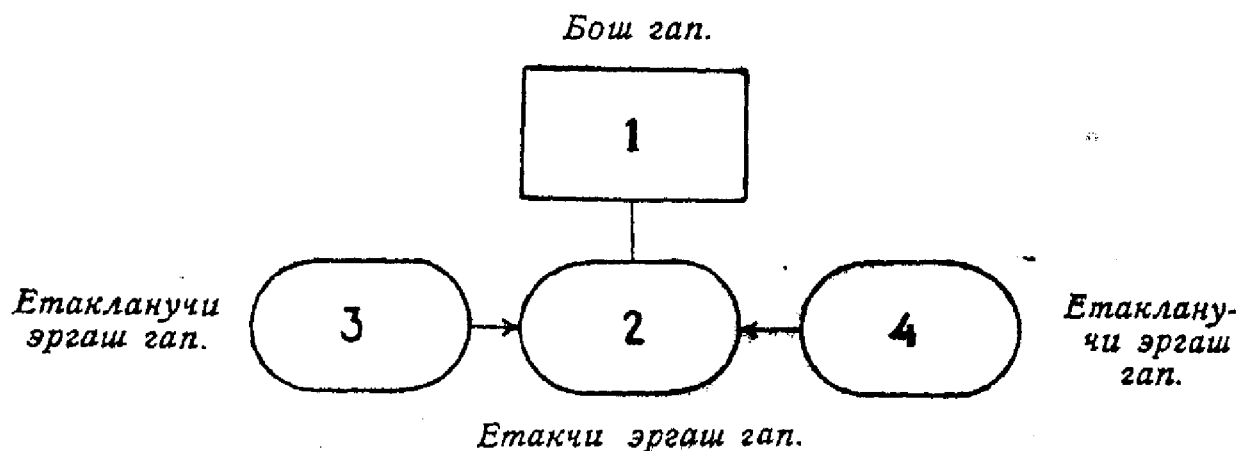 Бош гап.
1
Етакланучи
эргаш гап.
3
2
4
Етаклану-
чи эргаш
гап.
Етакчи эргаш гап.